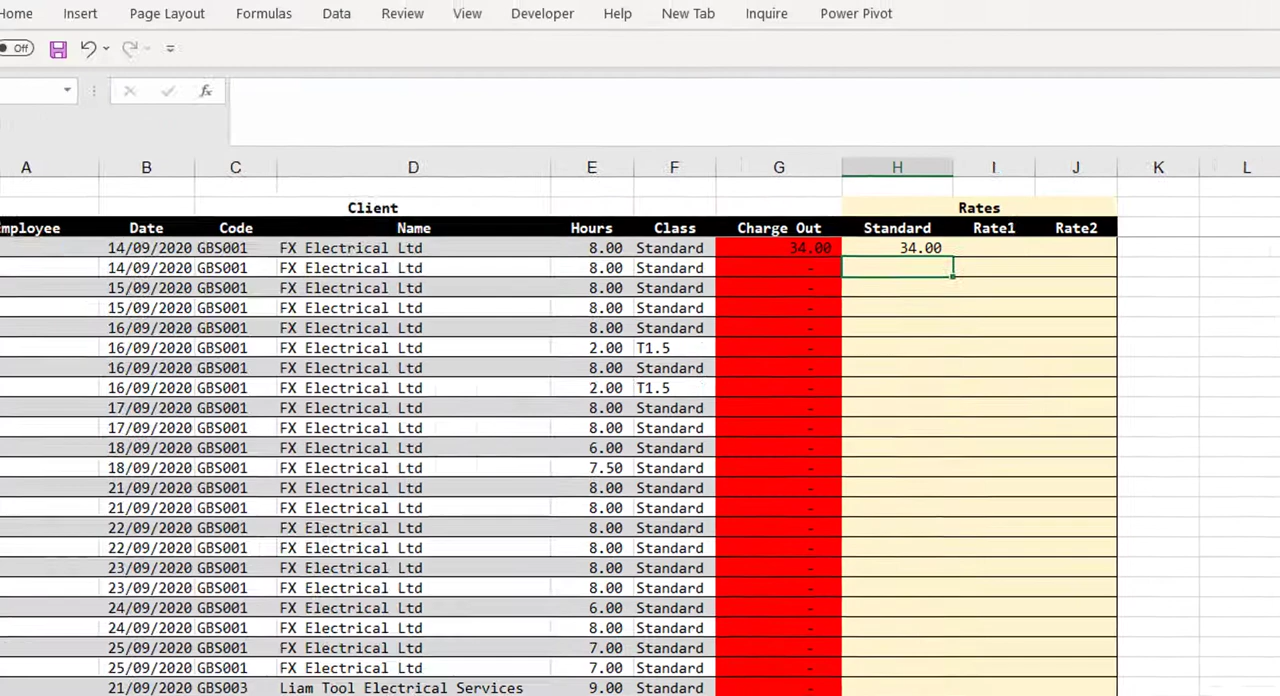 Home Insert Page Layout Formulas Data Review View Developer Help New Tab Inquire Power Pivot
Off
fx
A B C D E F G H I J K L
Client Rates
mployee Date Code Name Hours Class Charge Out Standard Rate1 Rate2
14/09/2020 GBS001 FX Electrical Ltd 8.00 Standard 34.00 34.00
14/09/2020 GBS001 FX Electrical Ltd 8.00 Standard -
15/09/2020 GBS001 FX Electrical Ltd 8.00 Standard -
15/09/2020 GBS001 FX Electrical Ltd 8.00 Standard -
16/09/2020 GBS001 FX Electrical Ltd 8.00 Standard -
16/09/2020 GBS001 FX Electrical Ltd 2.00 T1.5 -
16/09/2020 GBS001 FX Electrical Ltd 8.00 Standard -
16/09/2020 GBS001 FX Electrical Ltd 2.00 T1.5 -
17/09/2020 GBS001 FX Electrical Ltd 8.00 Standard -
17/09/2020 GBS001 FX Electrical Ltd 8.00 Standard -
18/09/2020 GBS001 FX Electrical Ltd 6.00 Standard -
18/09/2020 GBS001 FX Electrical Ltd 7.50 Standard -
21/09/2020 GBS001 FX Electrical Ltd 8.00 Standard -
21/09/2020 GBS001 FX Electrical Ltd 8.00 Standard -
22/09/2020 GBS001 FX Electrical Ltd 8.00 Standard -
22/09/2020 GBS001 FX Electrical Ltd 8.00 Standard -
23/09/2020 GBS001 FX Electrical Ltd 8.00 Standard -
23/09/2020 GBS001 FX Electrical Ltd 8.00 Standard -
24/09/2020 GBS001 FX Electrical Ltd 6.00 Standard -
24/09/2020 GBS001 FX Electrical Ltd 8.00 Standard -
25/09/2020 GBS001 FX Electrical Ltd 7.00 Standard -
25/09/2020 GBS001 FX Electrical Ltd 7.00 Standard -
21/09/2020 GBS003 Liam Tool Electrical Services 9.00 Standard -